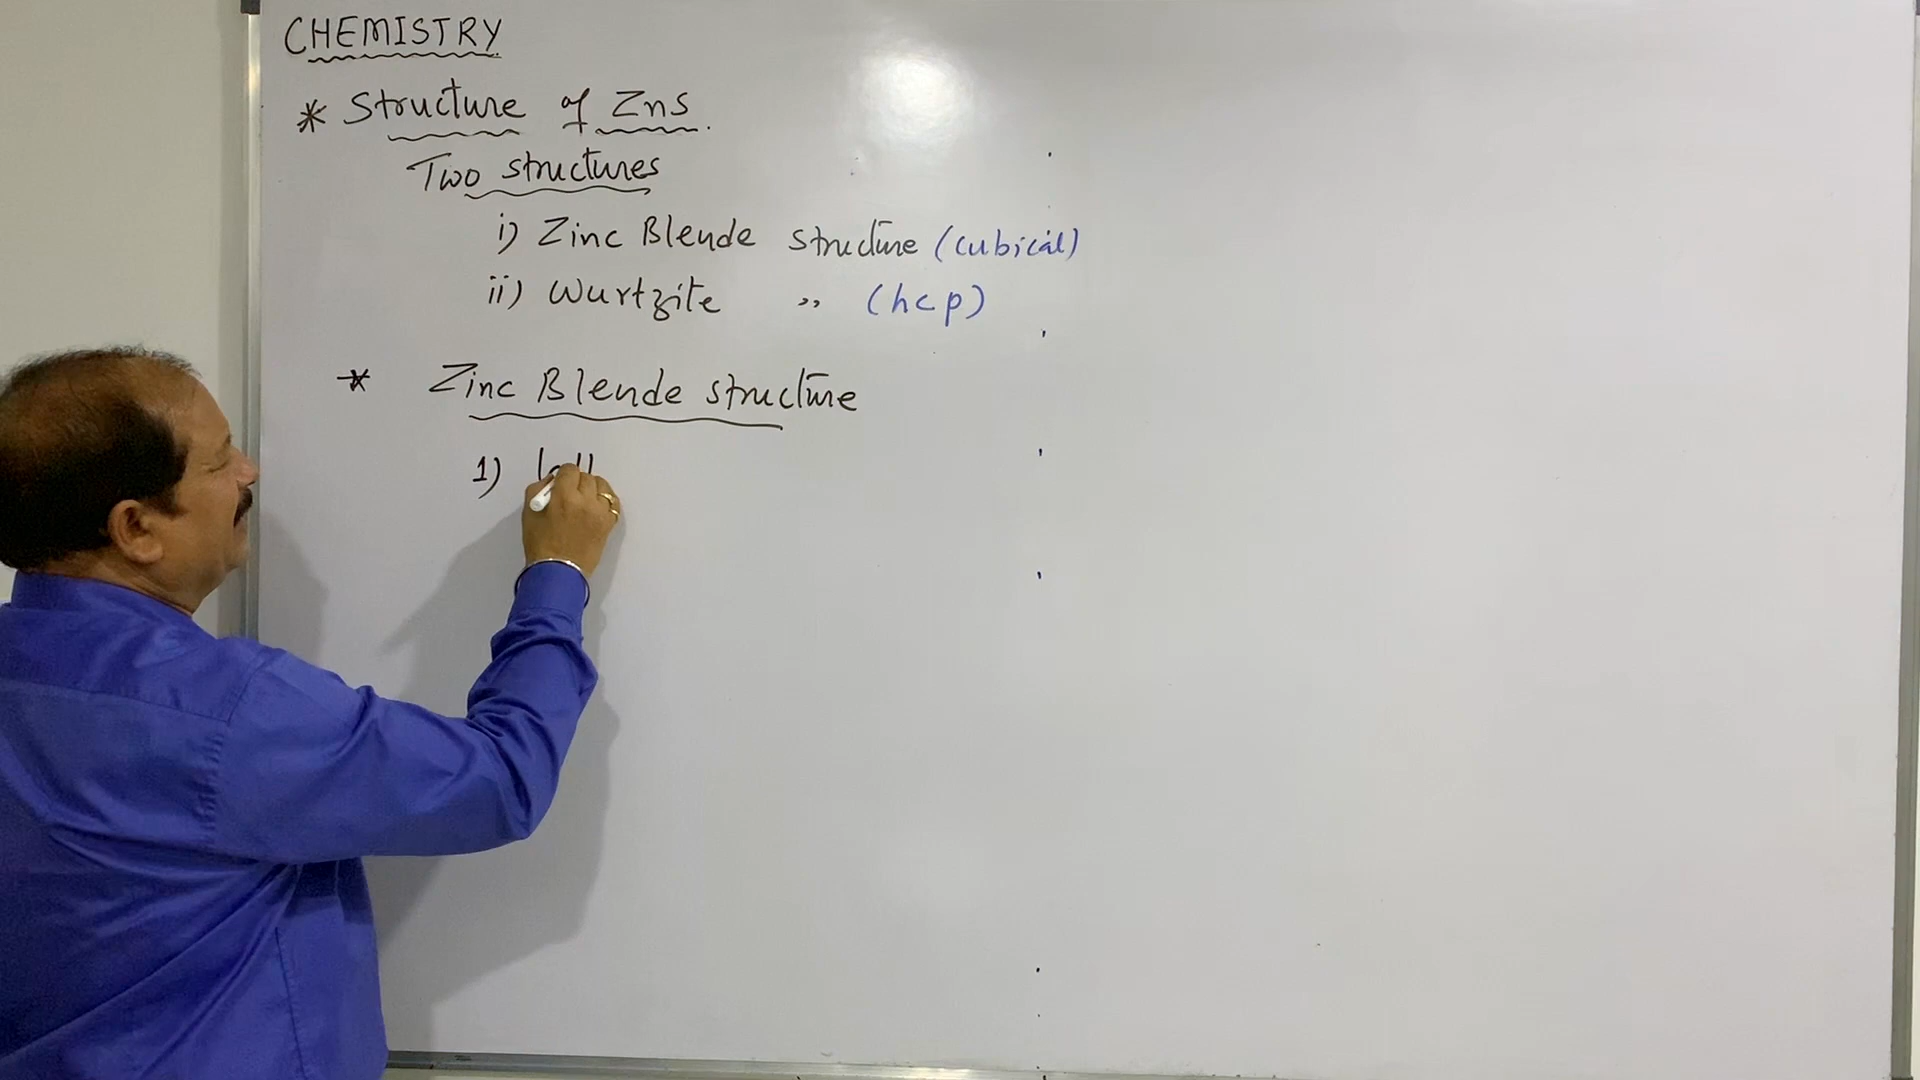 CHEMISTRY
* Structure of ZnS.
Two structures
i) Zinc Blende structure (cubical)
ii) Wurtzite ,, (hcp)
* Zinc Blende structure
1)